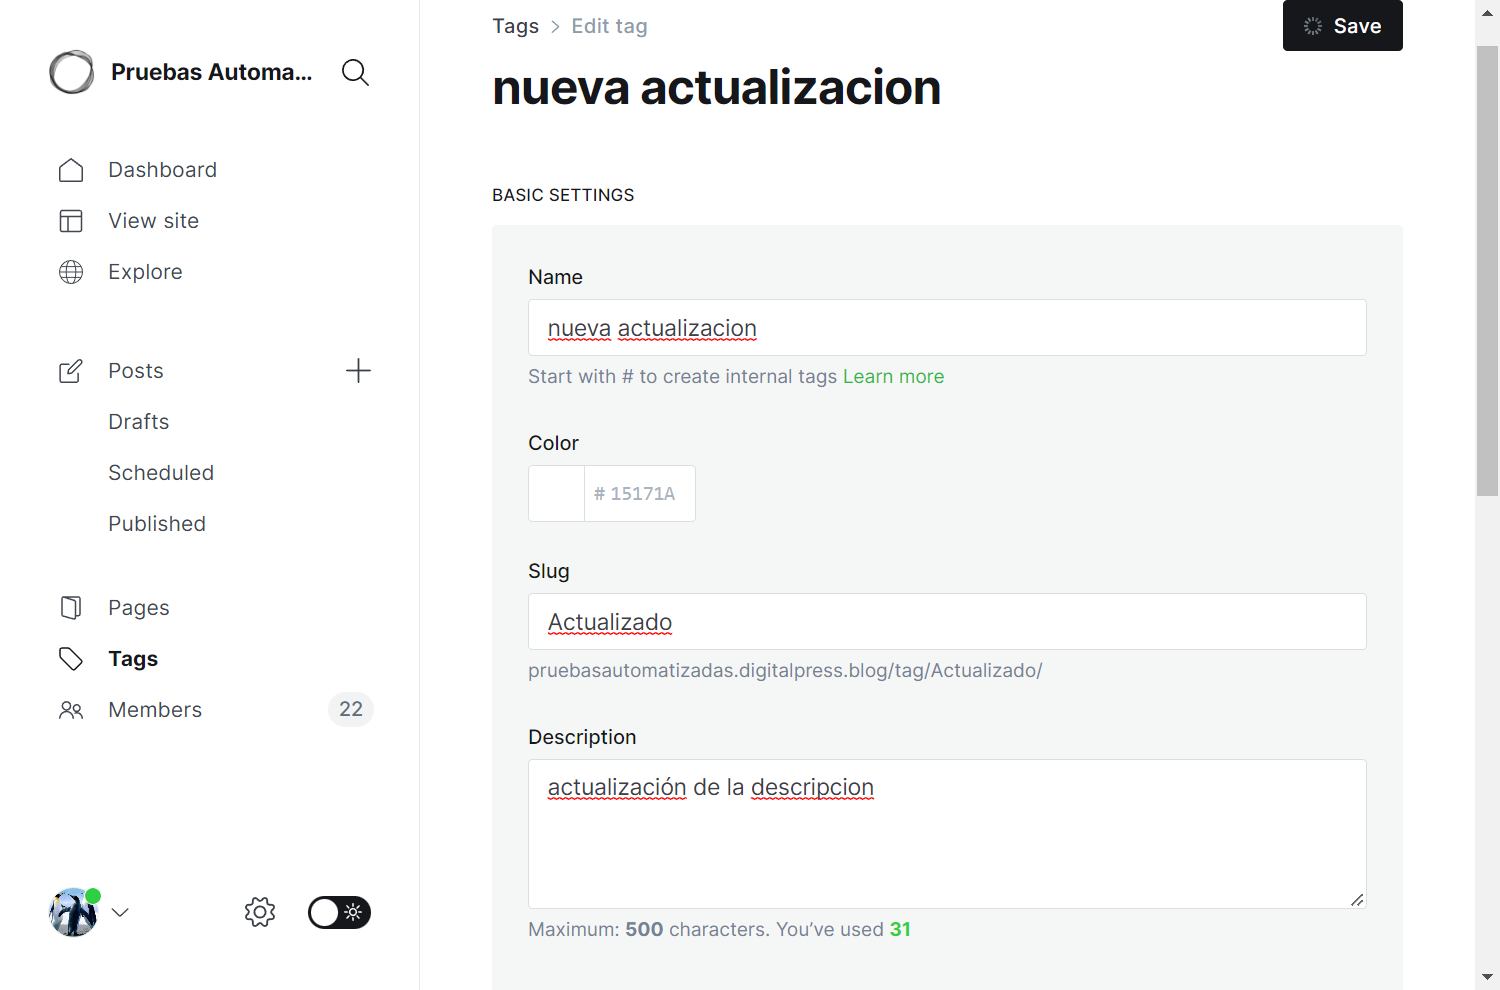 Pruebas Automa...
Dashboard
View site
Explore
Posts
Drafts
Scheduled
Published
Pages
Tags
Members 22
Tags > Edit tag
Save
nueva actualizacion
BASIC SETTINGS
Name
nueva actualizacion
Start with # to create internal tags Learn more
Color
# 15171A
Slug
Actualizado
pruebasautomatizadas.digitalpress.blog/tag/Actualizado/
Description
actualización de la descripcion
Maximum: 500 characters. You’ve used 31